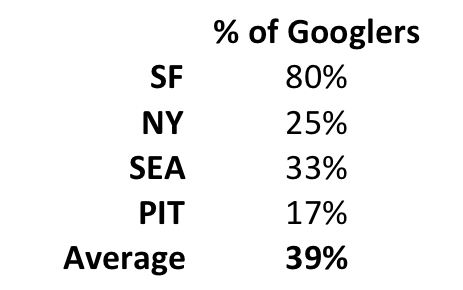 % of Googlers
SF 80%
NY 25%
SEA 33%
PIT 17%
Average 39%